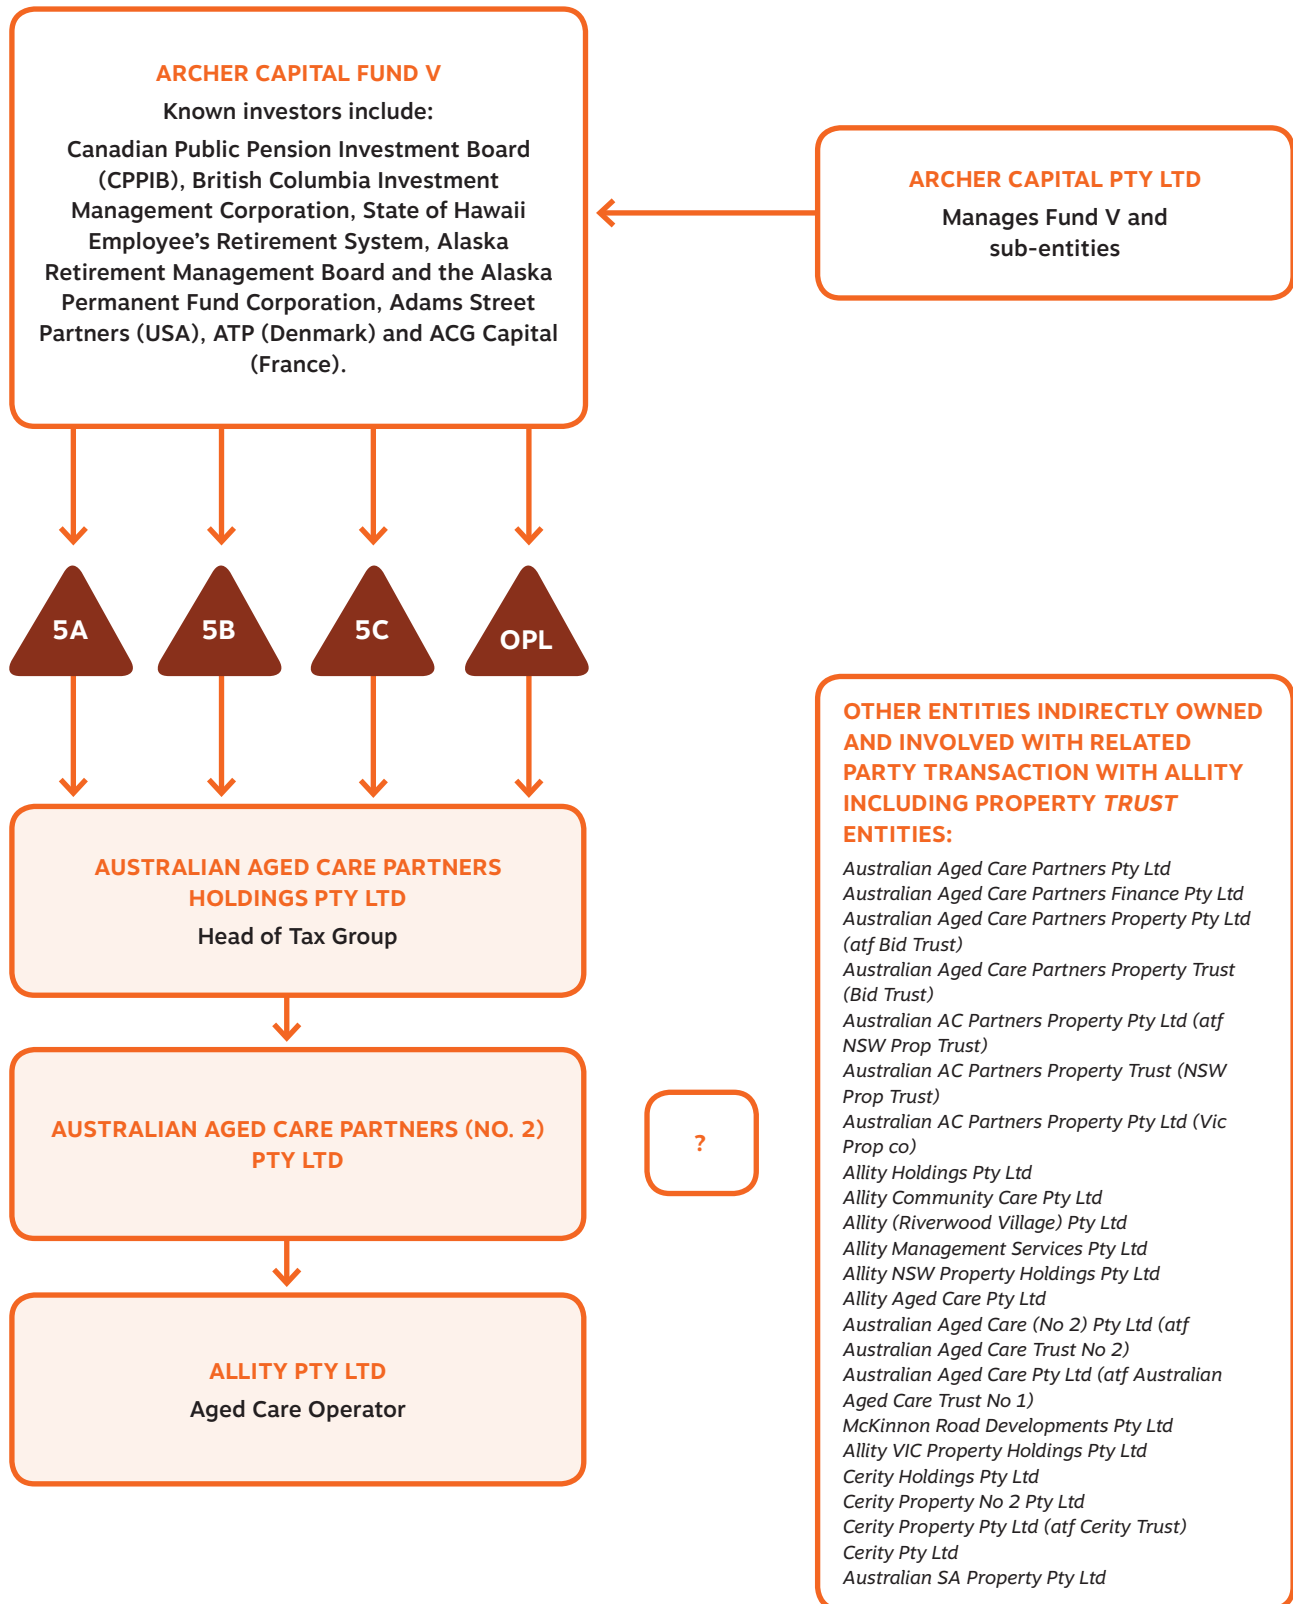 ARCHER CAPITAL FUND V
Known investors include:
Canadian Public Pension Investment Board
(CPPIB), British Columbia Investment
Management Corporation, State of Hawaii
Employee’s Retirement System, Alaska
Retirement Management Board and the Alaska
Permanent Fund Corporation, Adams Street
Partners (USA), ATP (Denmark) and ACG Capital
(France).
ARCHER CAPITAL PTY LTD
Manages Fund V and
sub-entities
5A
5B
5C
OPL
AUSTRALIAN AGED CARE PARTNERS
HOLDINGS PTY LTD
Head of Tax Group
AUSTRALIAN AGED CARE PARTNERS (NO. 2)
PTY LTD
?
ALLITY PTY LTD
Aged Care Operator
OTHER ENTITIES INDIRECTLY OWNED
AND INVOLVED WITH RELATED
PARTY TRANSACTION WITH ALLITY
INCLUDING PROPERTY TRUST
ENTITIES:
Australian Aged Care Partners Pty Ltd
Australian Aged Care Partners Finance Pty Ltd
Australian Aged Care Partners Property Pty Ltd
(atf Bid Trust)
Australian Aged Care Partners Property Trust
(Bid Trust)
Australian AC Partners Property Pty Ltd (atf
NSW Prop Trust)
Australian AC Partners Property Trust (NSW
Prop Trust)
Australian AC Partners Property Pty Ltd (Vic
Prop co)
Allity Holdings Pty Ltd
Allity Community Care Pty Ltd
Allity (Riverwood Village) Pty Ltd
Allity Management Services Pty Ltd
Allity NSW Property Holdings Pty Ltd
Allity Aged Care Pty Ltd
Australian Aged Care (No 2) Pty Ltd (atf
Australian Aged Care Trust No 2)
Australian Aged Care Pty Ltd (atf Australian
Aged Care Trust No 1)
McKinnon Road Developments Pty Ltd
Allity VIC Property Holdings Pty Ltd
Cerity Holdings Pty Ltd
Cerity Property No 2 Pty Ltd
Cerity Property Pty Ltd (atf Cerity Trust)
Cerity Pty Ltd
Australian SA Property Pty Ltd